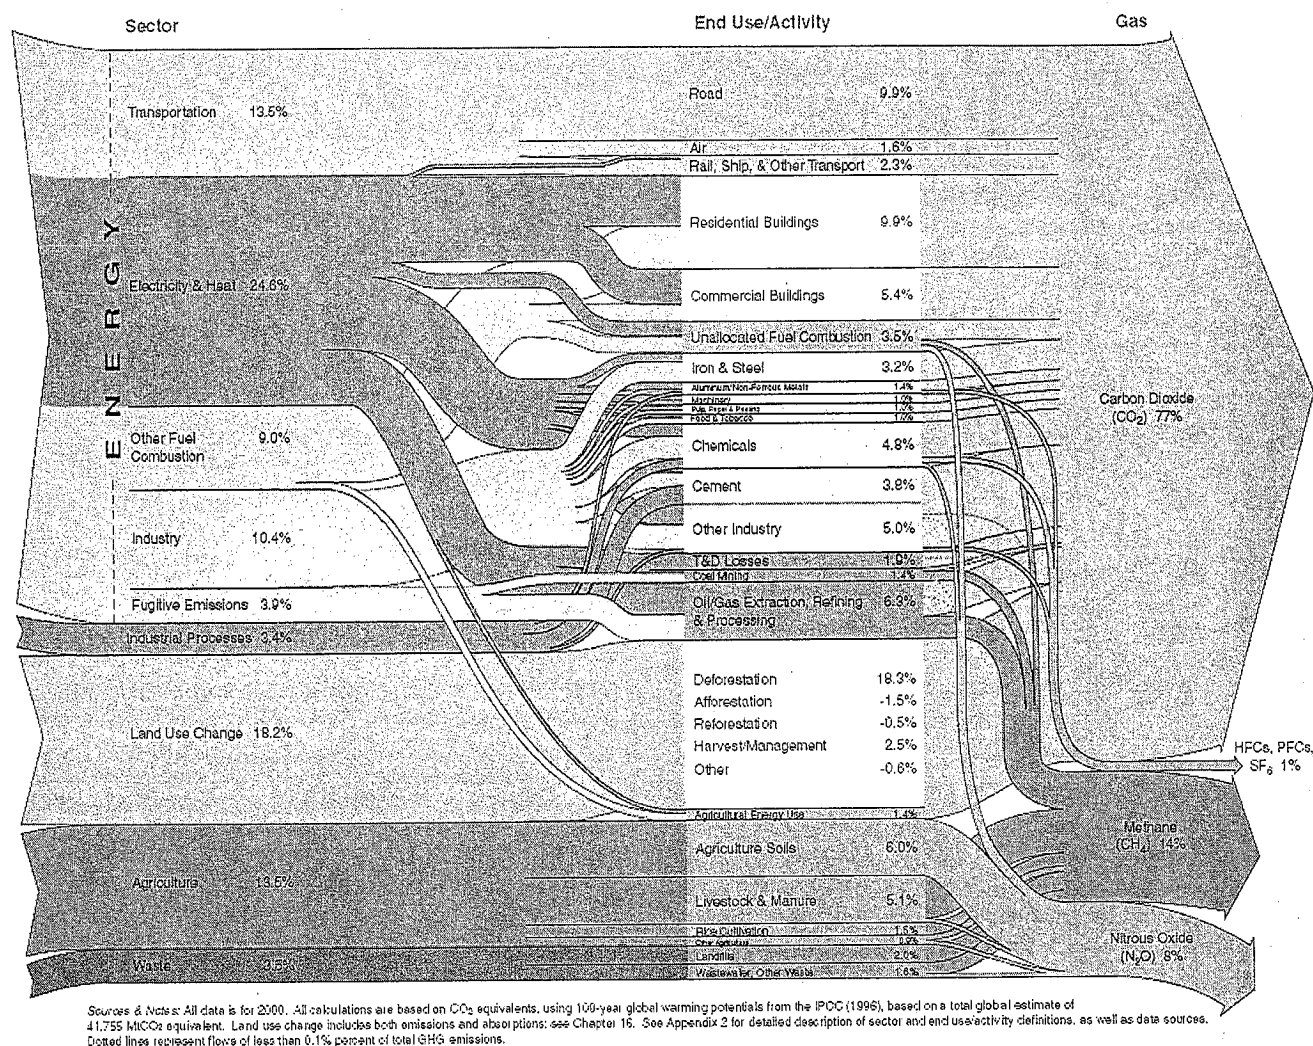 Sector
End Use/Activity
Gas
ENERGY
Transportation 13.5%
Electricity & Heat 24.6%
Other Fuel
Combustion 9.0%
Industry 10.4%
Fugitive Emissions 3.9%
Industrial Processes 3.4%
Land Use Change 18.2%
Agriculture 13.5%
Waste
Road 9.9%
Air 1.6%
Rail, Ship, & Other Transport 2.3%
Residential Buildings 9.9%
Commercial Buildings 5.4%
Unallocated Fuel Combustion 3.5%
Iron & Steel 3.2%
Aluminum/Non-Ferrous Metals 1.4%
Machinery 1.0%
Pulp, Paper & Printing 1.0%
Food & Tobacco 1.0%
Chemicals 4.8%
Cement 3.8%
Other Industry 5.0%
T&D Losses 1.9%
Coal Mining 1.4%
Oil/Gas Extraction, Refining
& Processing 6.3%
Deforestation 18.3%
Afforestation -1.5%
Reforestation -0.5%
Harvest/Management 2.5%
Other -0.6%
Agricultural Energy Use 1.4%
Agriculture Soils 6.0%
Livestock & Manure 5.1%
Rice Cultivation 1.5%
Other Agriculture 0.9%
Landfills 2.0%
Wastewater, Other Waste 1.6%
Carbon Dioxide
(CO₂) 77%
HFCs, PFCs,
SF₆ 1%
Methane
(CH₄) 14%
Nitrous Oxide
(N₂O) 8%
Sources & Notes: All data is for 2000. All calculations are based on CO₂ equivalents, using 100-year global warming potentials from the IPCC (1996), based on a total global estimate of
41,755 MtCO₂ equivalent. Land use change includes both emissions and absorptions; see Chapter 16. See Appendix 2 for detailed description of sector and end use/activity definitions, as well as data sources.
Dotted lines represent flows of less than 0.1% percent of total GHG emissions.